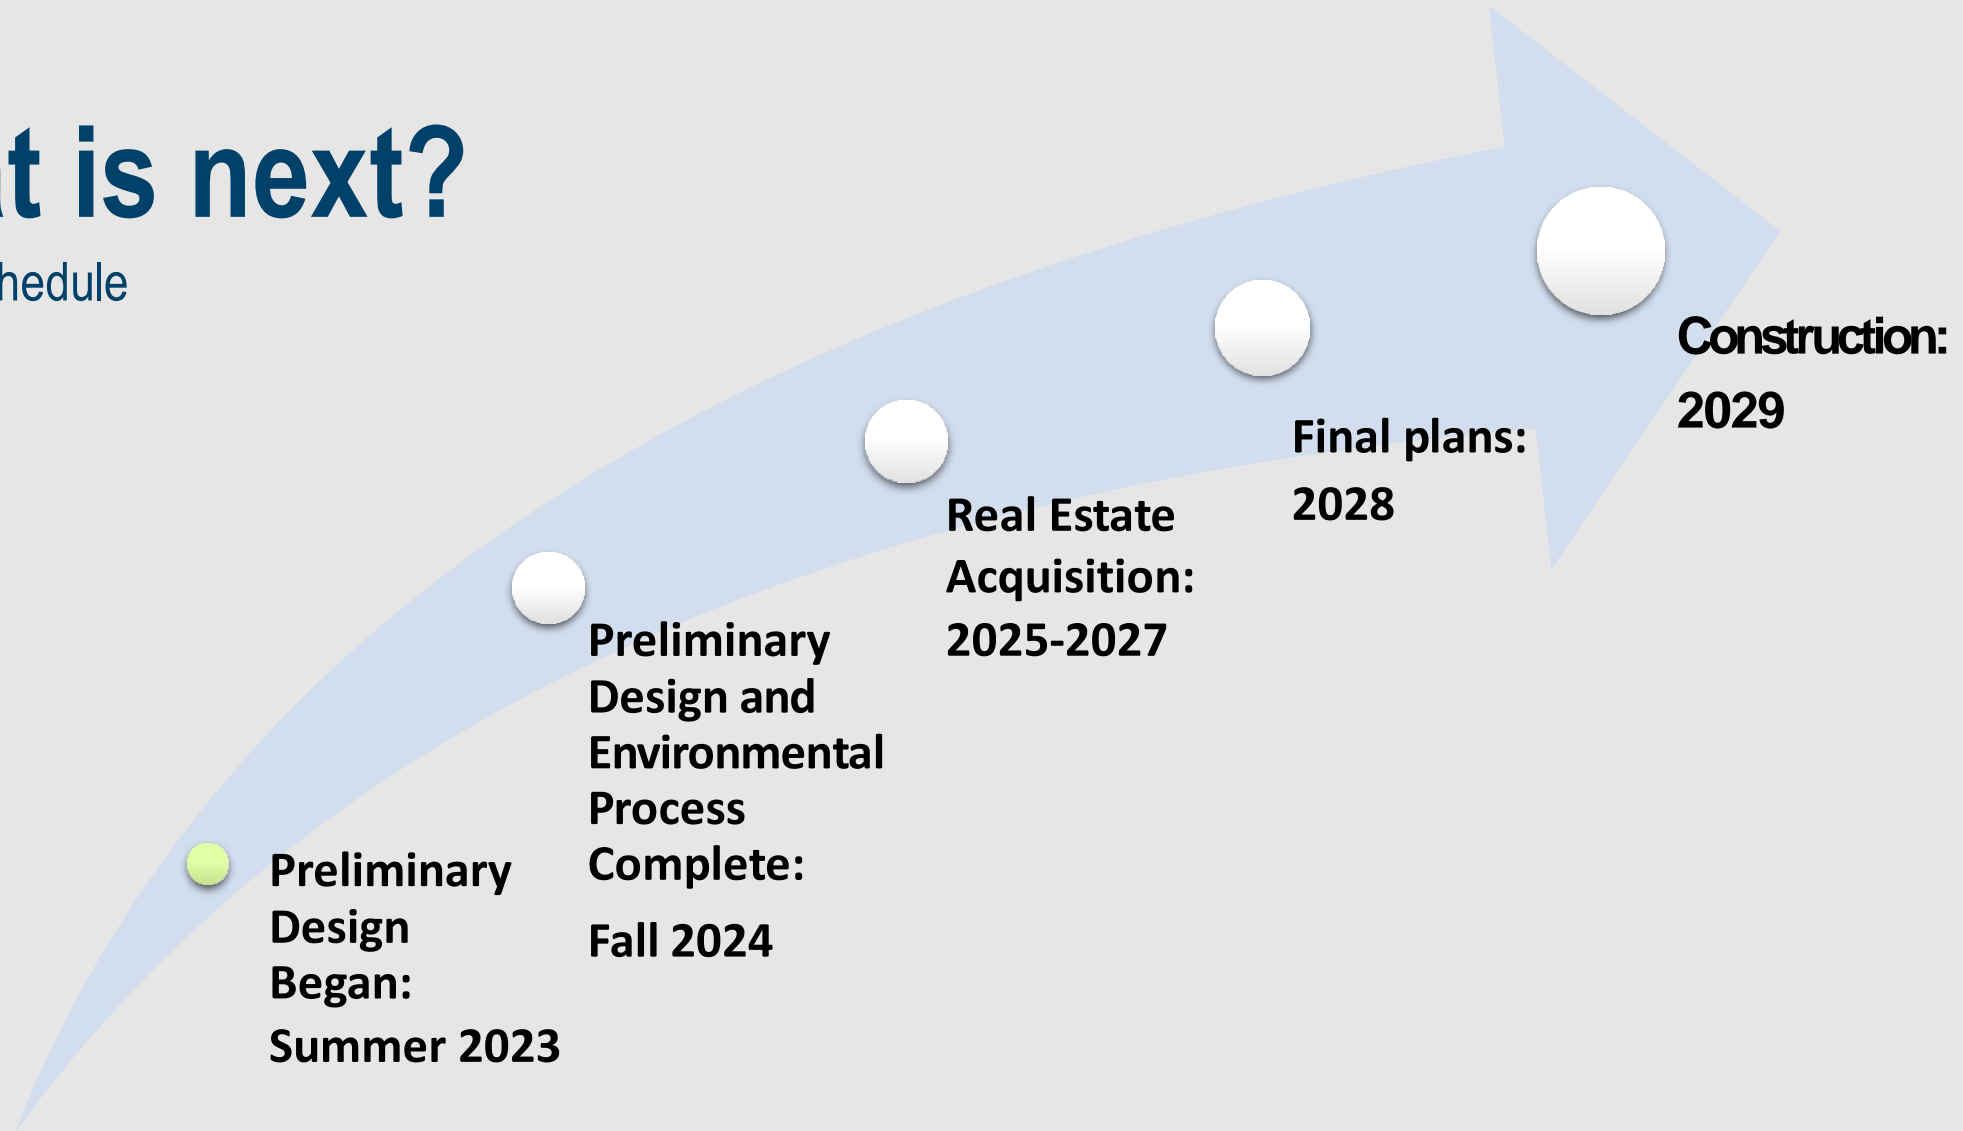 t is next?
hedule
Construction:
2029
Final plans:
2028
Real Estate
Acquisition:
2025-2027
Preliminary
Design and
Environmental
Process
Complete:
Fall 2024
Preliminary
Design
Began:
Summer 2023